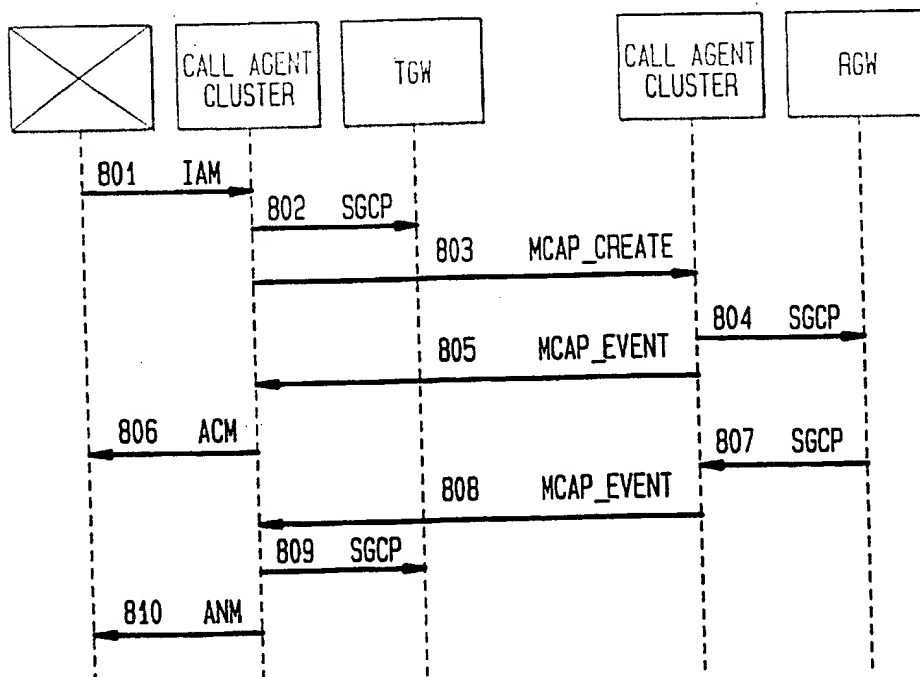 CALL AGENT
CLUSTER
TGW
CALL AGENT
CLUSTER
RGW
801 IAM
802 SGCP
803 MCAP_CREATE
804 SGCP
805 MCAP_EVENT
806 ACM
807 SGCP
808 MCAP_EVENT
809 SGCP
810 ANM